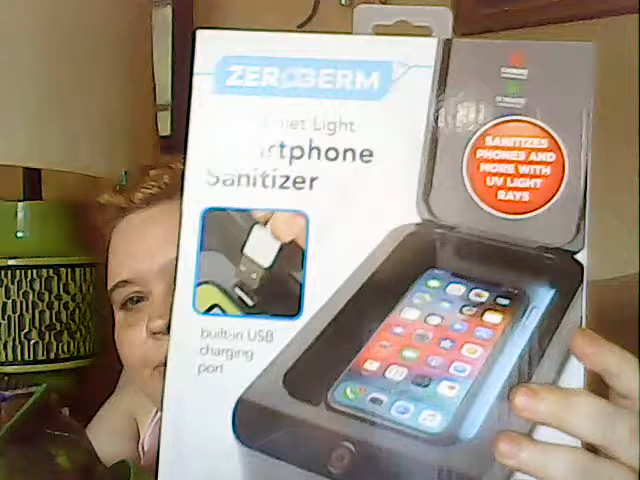 ZEROGERM
Light
Smartphone
Sanitizer
SANITIZES
PHONES AND
MORE WITH
UV LIGHT
RAYS
built-in USB
charging
port